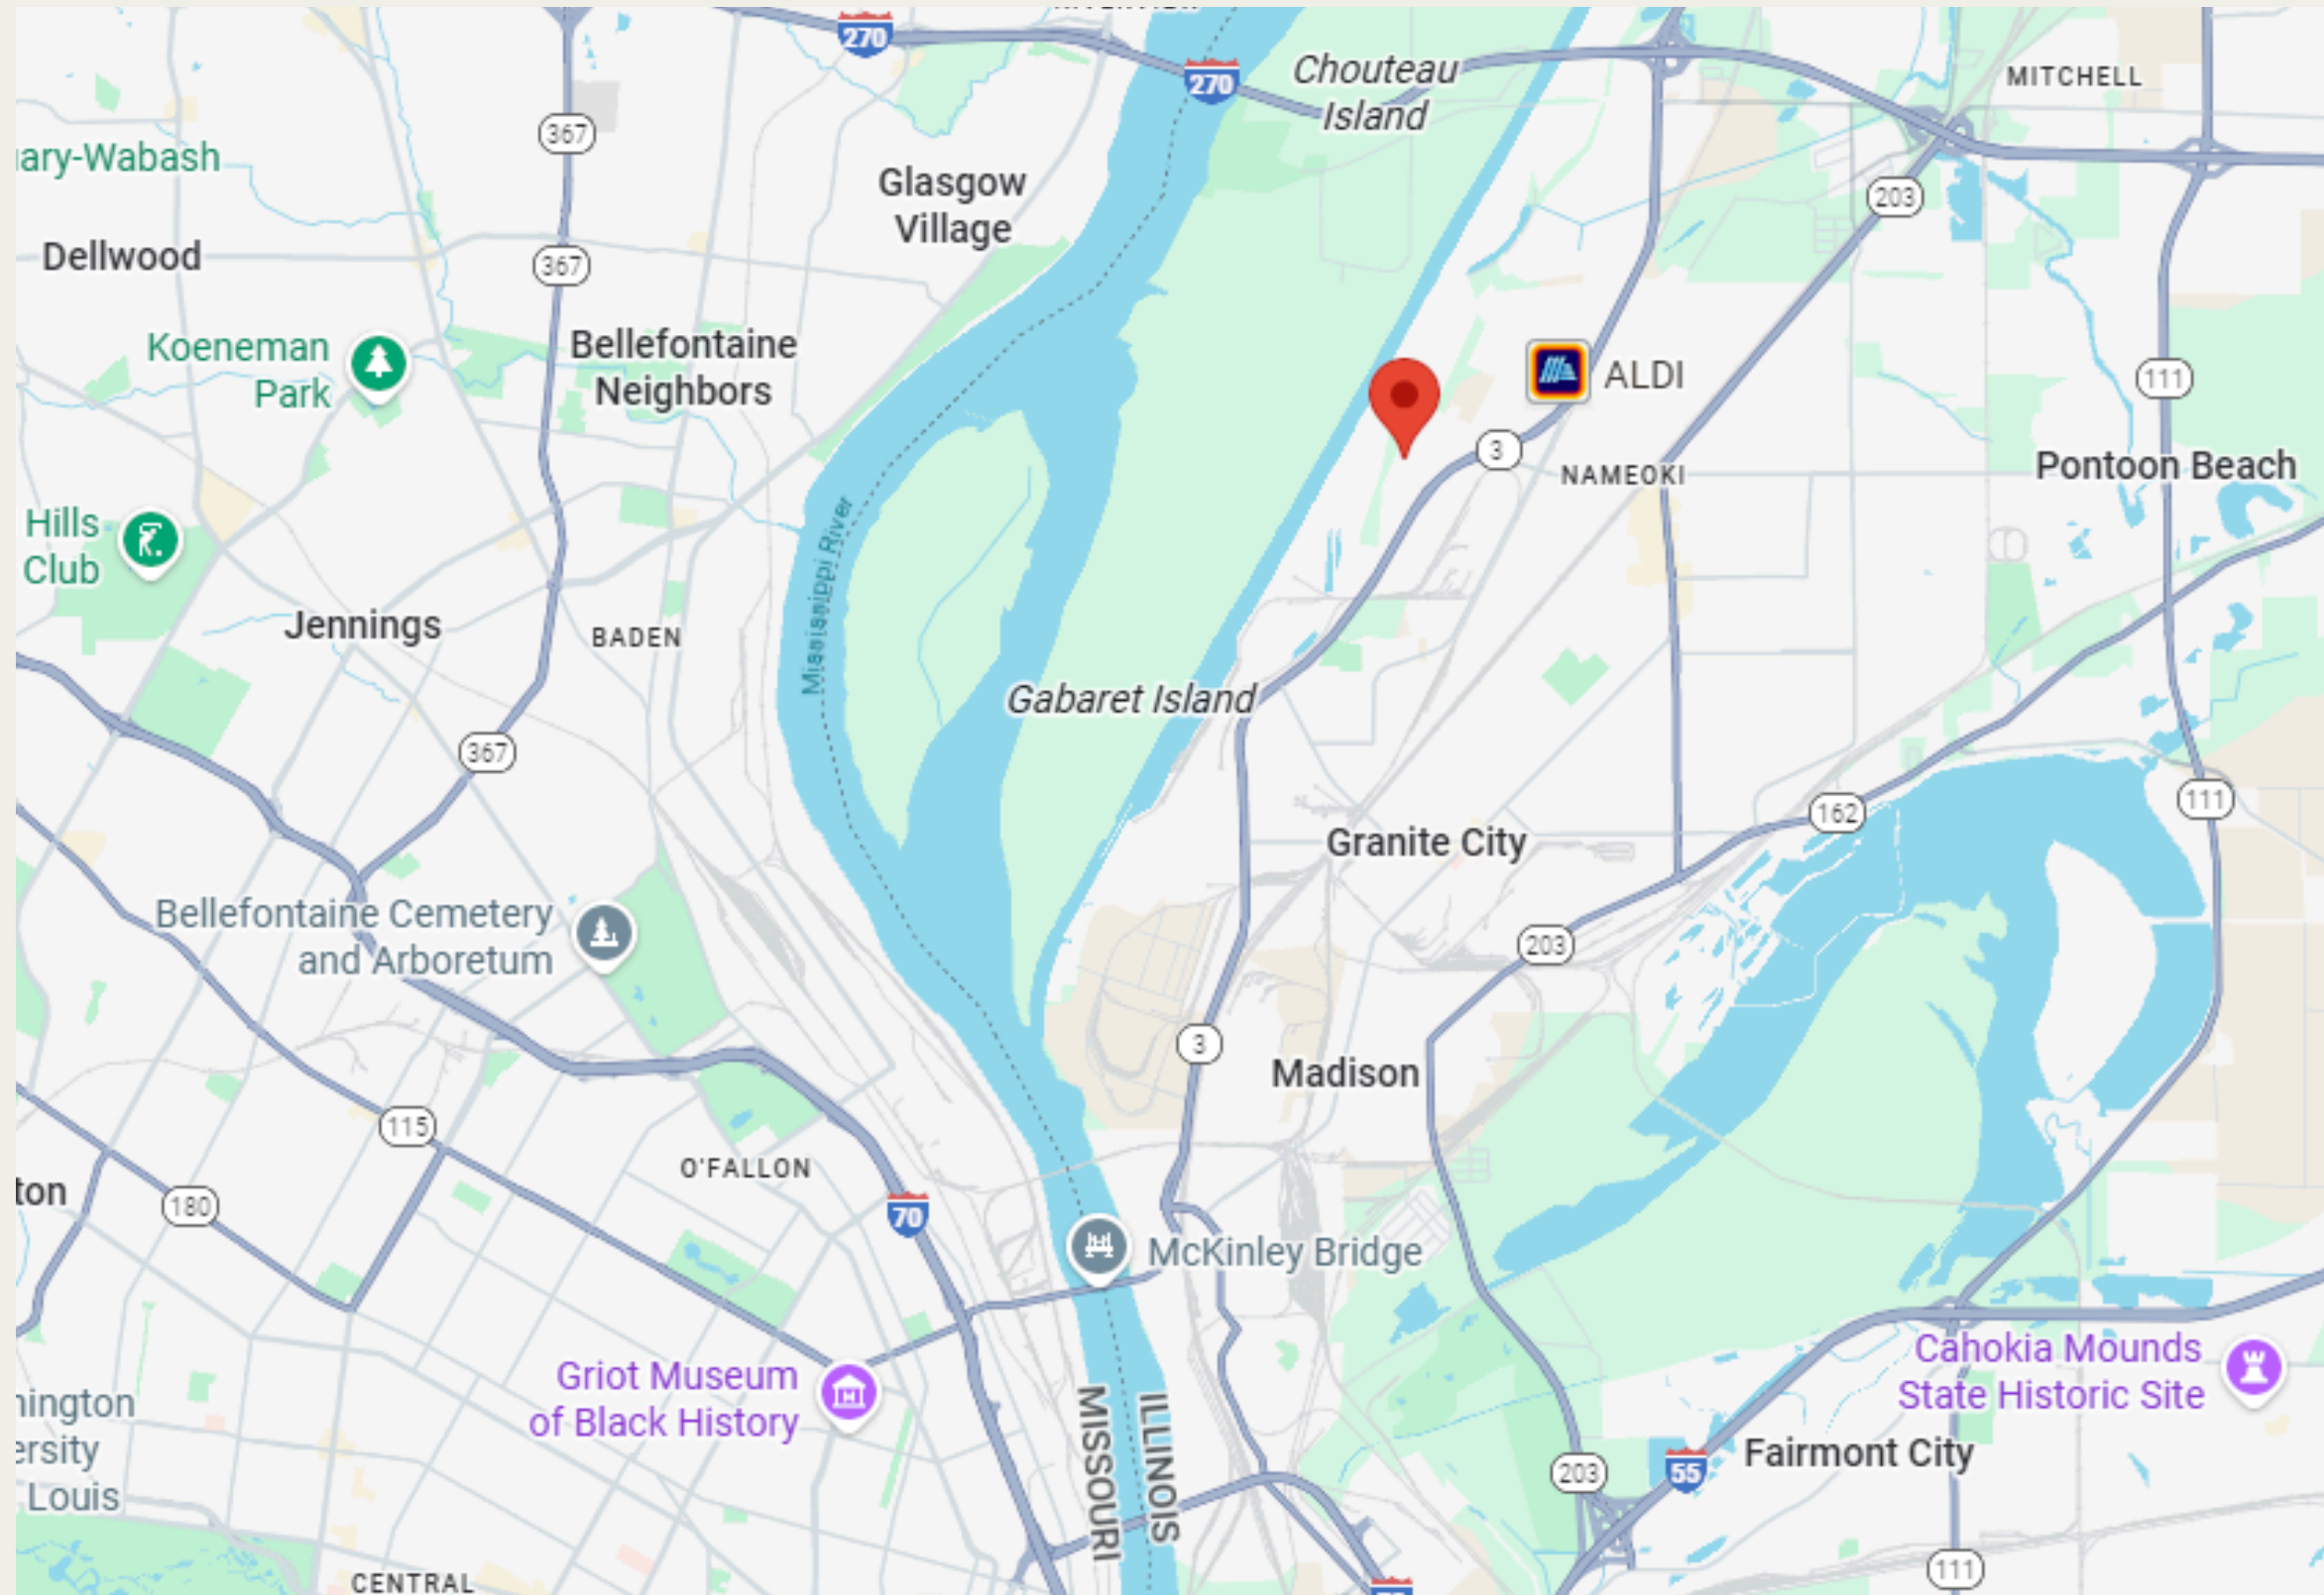 270
270
Chouteau
Island
MITCHELL
367
ary-Wabash
Glasgow
Village
203
Dellwood
367
Koeneman
Park
Bellefontaine
Neighbors
ALDI
111
3
NAMEOKI
Pontoon Beach
Hills
Club
Mississippi River
Jennings
BADEN
Gabaret Island
367
111
162
Granite City
Bellefontaine Cemetery
and Arboretum
203
3
Madison
115
O'FALLON
ton
180
70
McKinley Bridge
Griot Museum
of Black History
MISSOURI
ILLINOIS
Cahokia Mounds
State Historic Site
ington
ersity
Louis
Fairmont City
203
55
111
CENTRAL